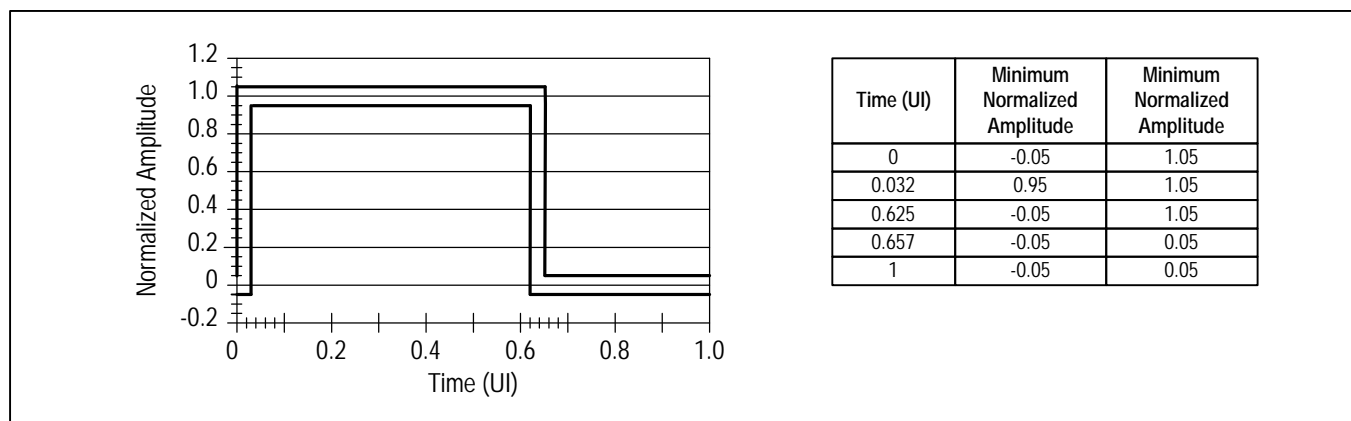 Normalized Amplitude
1.2
1.0
0.8
0.6
0.4
0.2
0
-0.2
0 0.2 0.4 0.6 0.8 1.0
Time (UI)
Time (UI) Minimum Normalized Amplitude Minimum Normalized Amplitude
0 -0.05 1.05
0.032 0.95 1.05
0.625 -0.05 1.05
0.657 -0.05 0.05
1 -0.05 0.05